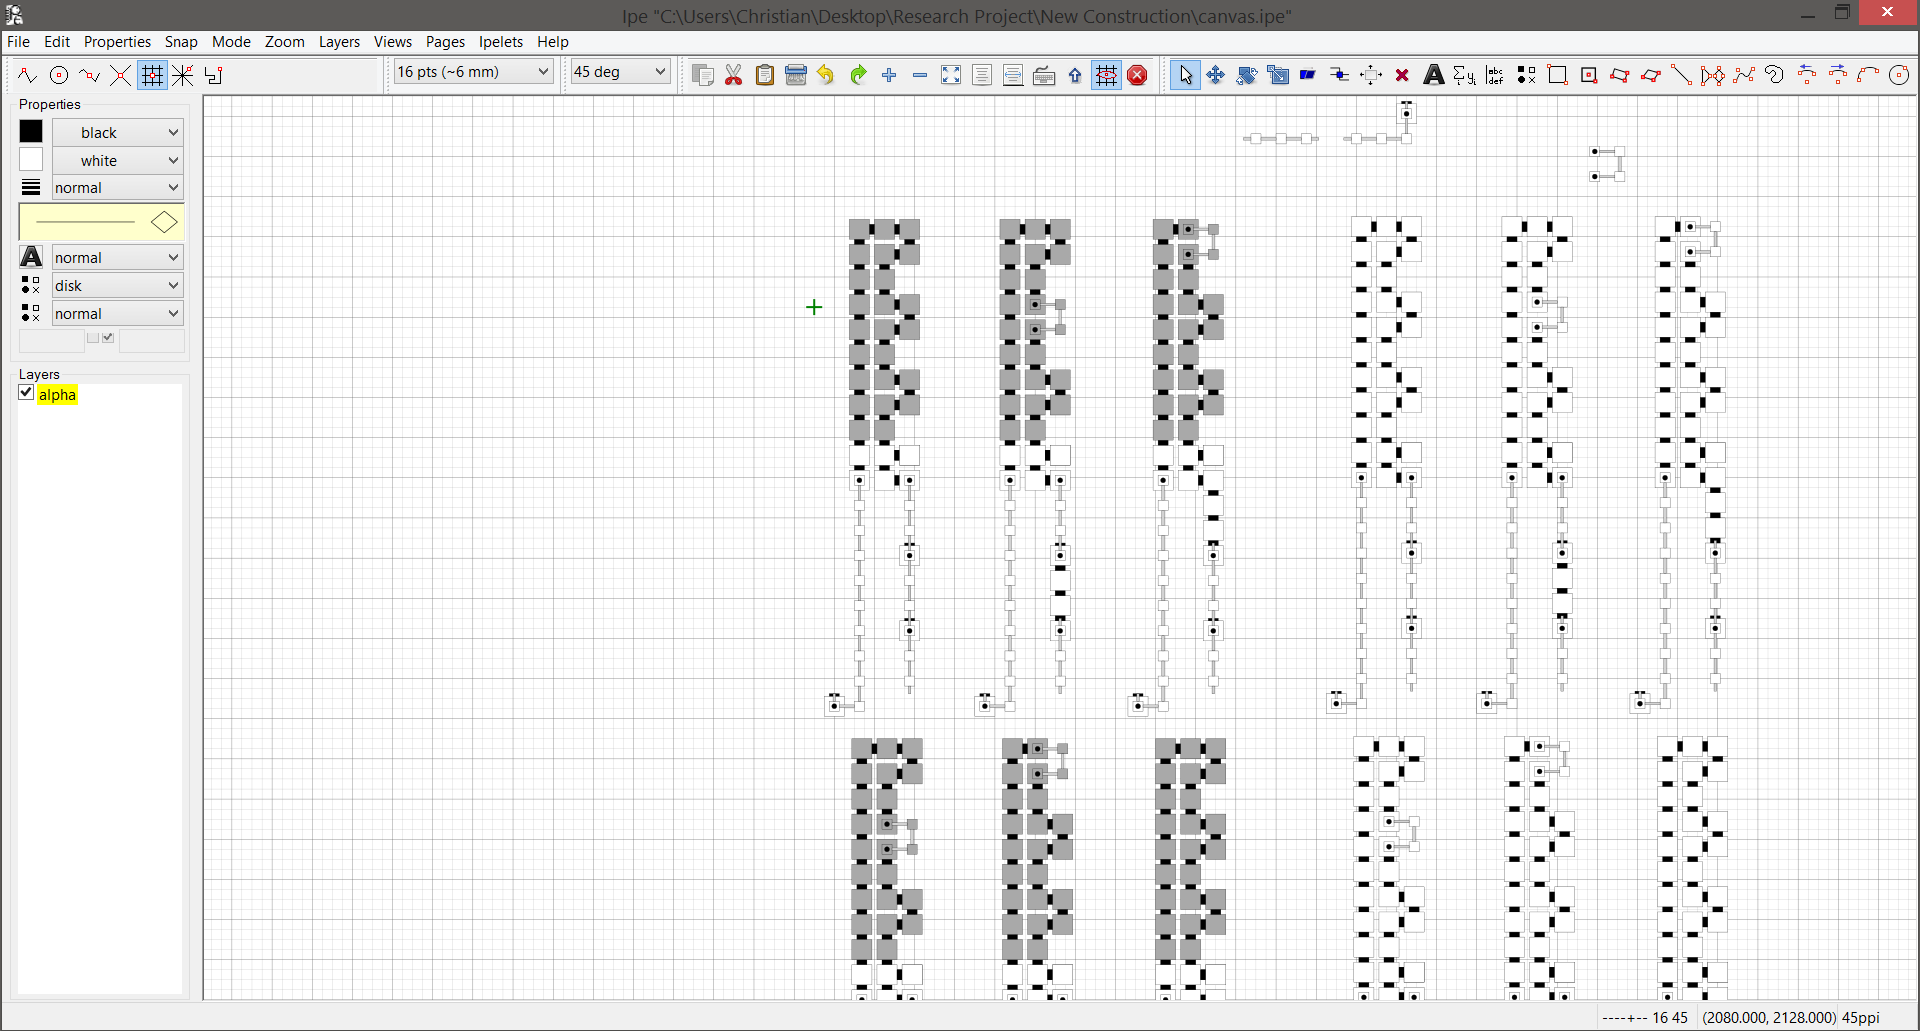 Ipe "C:\Users\Christian\Desktop\Research Project\New Construction\canvas.ipe"
File Edit Properties Snap Mode Zoom Layers Views Pages Ipelets Help
16 pts (~6 mm) 45 deg
Properties
black
white
normal
normal
disk
normal
Layers
alpha
----+-- 16 45 (2080.000, 2128.000) 45ppi